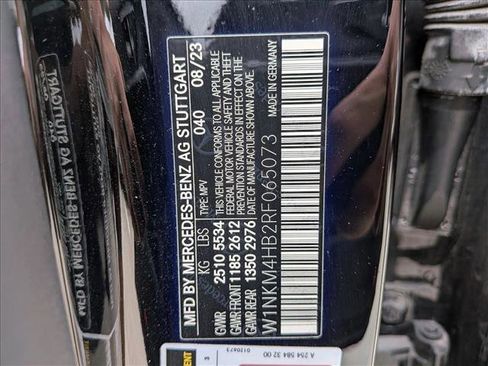 MFD BY MERCEDES-BENZ AG STUTTGART
040 08/23
KG LBS TYPE: MPV
GVWR 2510 5534
GAWR FRONT 1185 2612
GAWR REAR 1350 2976
THIS VEHICLE CONFORMS TO ALL APPLICABLE
FEDERAL MOTOR VEHICLE SAFETY AND THEFT
PREVENTION STANDARDS IN EFFECT ON THE
DATE OF MANUFACTURE SHOWN ABOVE.
W1NKM4HB2RF065073
MADE IN GERMANY
A 254 584 32 00